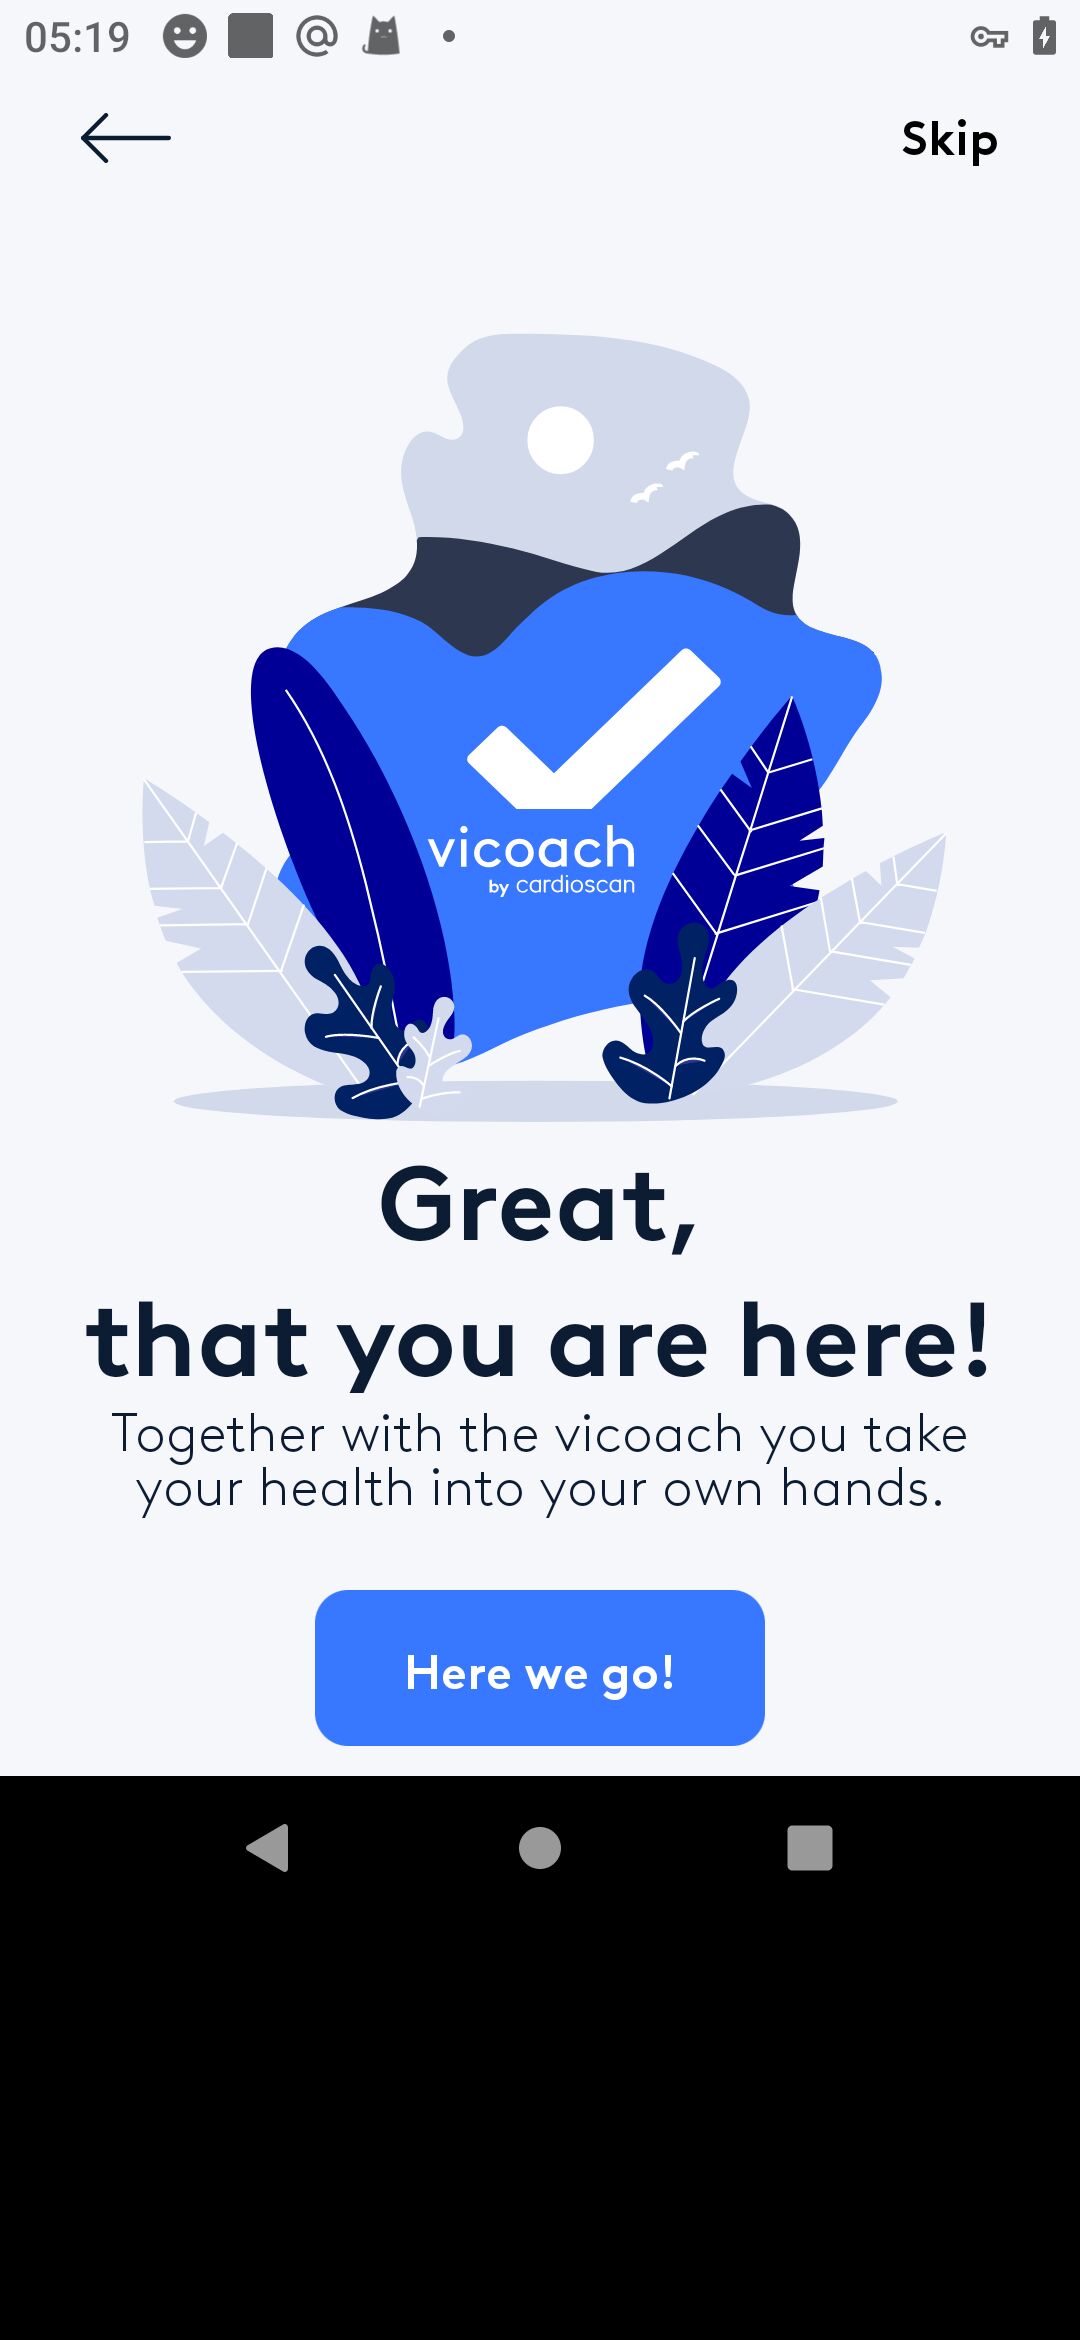 05:19
Skip
vicoach
by cardioscan
Great,
that you are here!
Together with the vicoach you take
your health into your own hands.
Here we go!